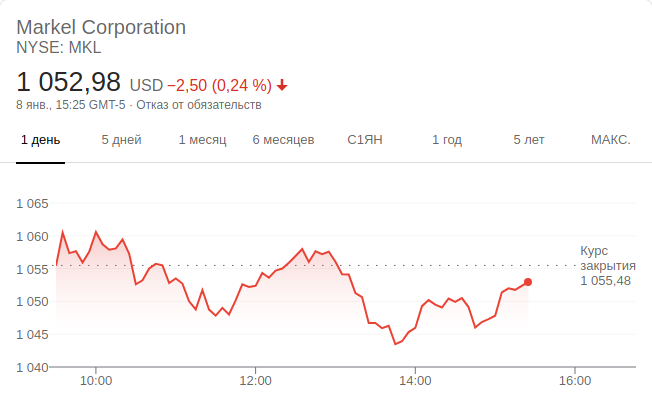 Markel Corporation
NYSE: MKL
1 052,98 USD −2,50 (0,24 %)
8 янв., 15:25 GMT-5 · Отказ от обязательств
1 день 5 дней 1 месяц 6 месяцев С1ЯН 1 год 5 лет МАКС.
1 065
1 060
1 055
1 050
1 045
1 040
Курс
закрытия
1 055,48
10:00 12:00 14:00 16:00